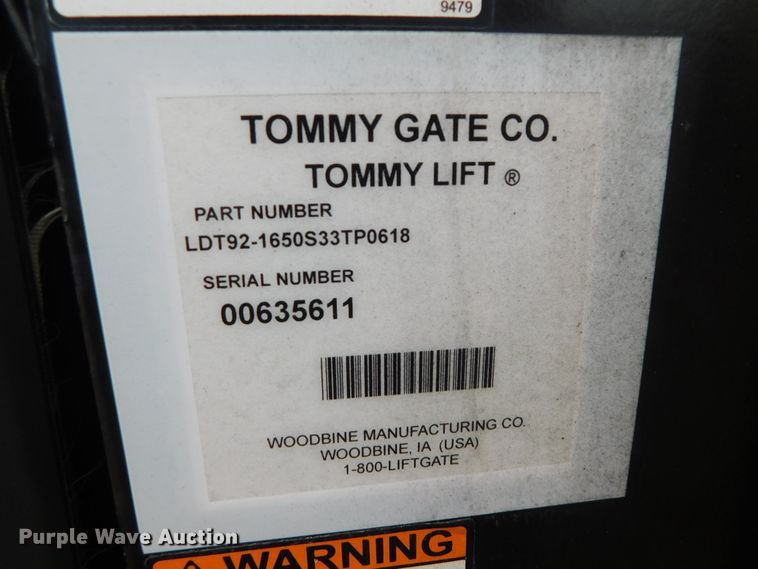 9479
TOMMY GATE CO.
TOMMY LIFT ®
PART NUMBER
LDT92-1650S33TP0618
SERIAL NUMBER
00635611
WOODBINE MANUFACTURING CO.
WOODBINE, IA (USA)
1-800-LIFTGATE
WARNING
Purple Wave Auction